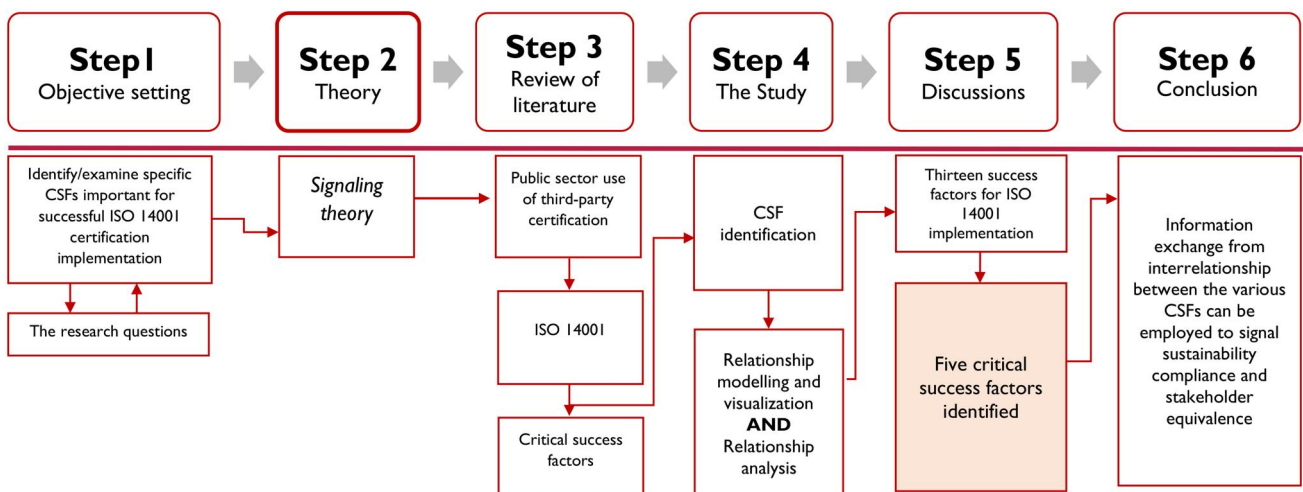 Step1
Objective setting
Step 2
Theory
Step 3
Review of
literature
Step 4
The Study
Step 5
Discussions
Step 6
Conclusion
Identify/examine specific
CSFs important for
successful ISO 14001
certification
implementation
The research questions
Signaling
theory
Public sector use
of third-party
certification
ISO 14001
Critical success
factors
CSF
identification
Relationship
modelling and
visualization
AND
Relationship
analysis
Thirteen success
factors for ISO
14001
implementation
Five critical
success factors
identified
Information
exchange from
interrelationship
between the various
CSFs can be
employed to signal
sustainability
compliance and
stakeholder
equivalence